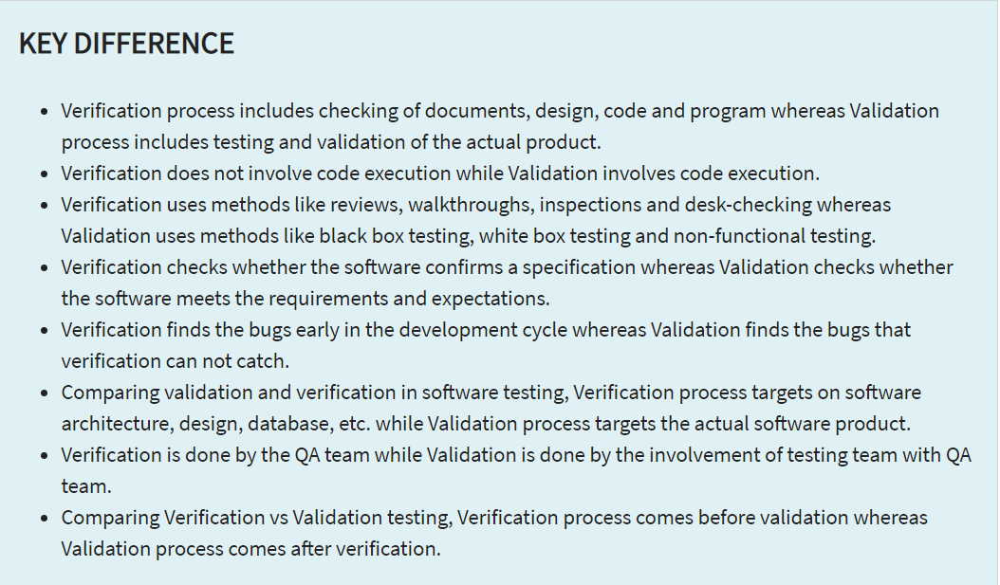 KEY DIFFERENCE
• Verification process includes checking of documents, design, code and program whereas Validation
process includes testing and validation of the actual product.
• Verification does not involve code execution while Validation involves code execution.
• Verification uses methods like reviews, walkthroughs, inspections and desk-checking whereas
Validation uses methods like black box testing, white box testing and non-functional testing.
• Verification checks whether the software confirms a specification whereas Validation checks whether
the software meets the requirements and expectations.
• Verification finds the bugs early in the development cycle whereas Validation finds the bugs that
verification can not catch.
• Comparing validation and verification in software testing, Verification process targets on software
architecture, design, database, etc. while Validation process targets the actual software product.
• Verification is done by the QA team while Validation is done by the involvement of testing team with QA
team.
• Comparing Verification vs Validation testing, Verification process comes before validation whereas
Validation process comes after verification.